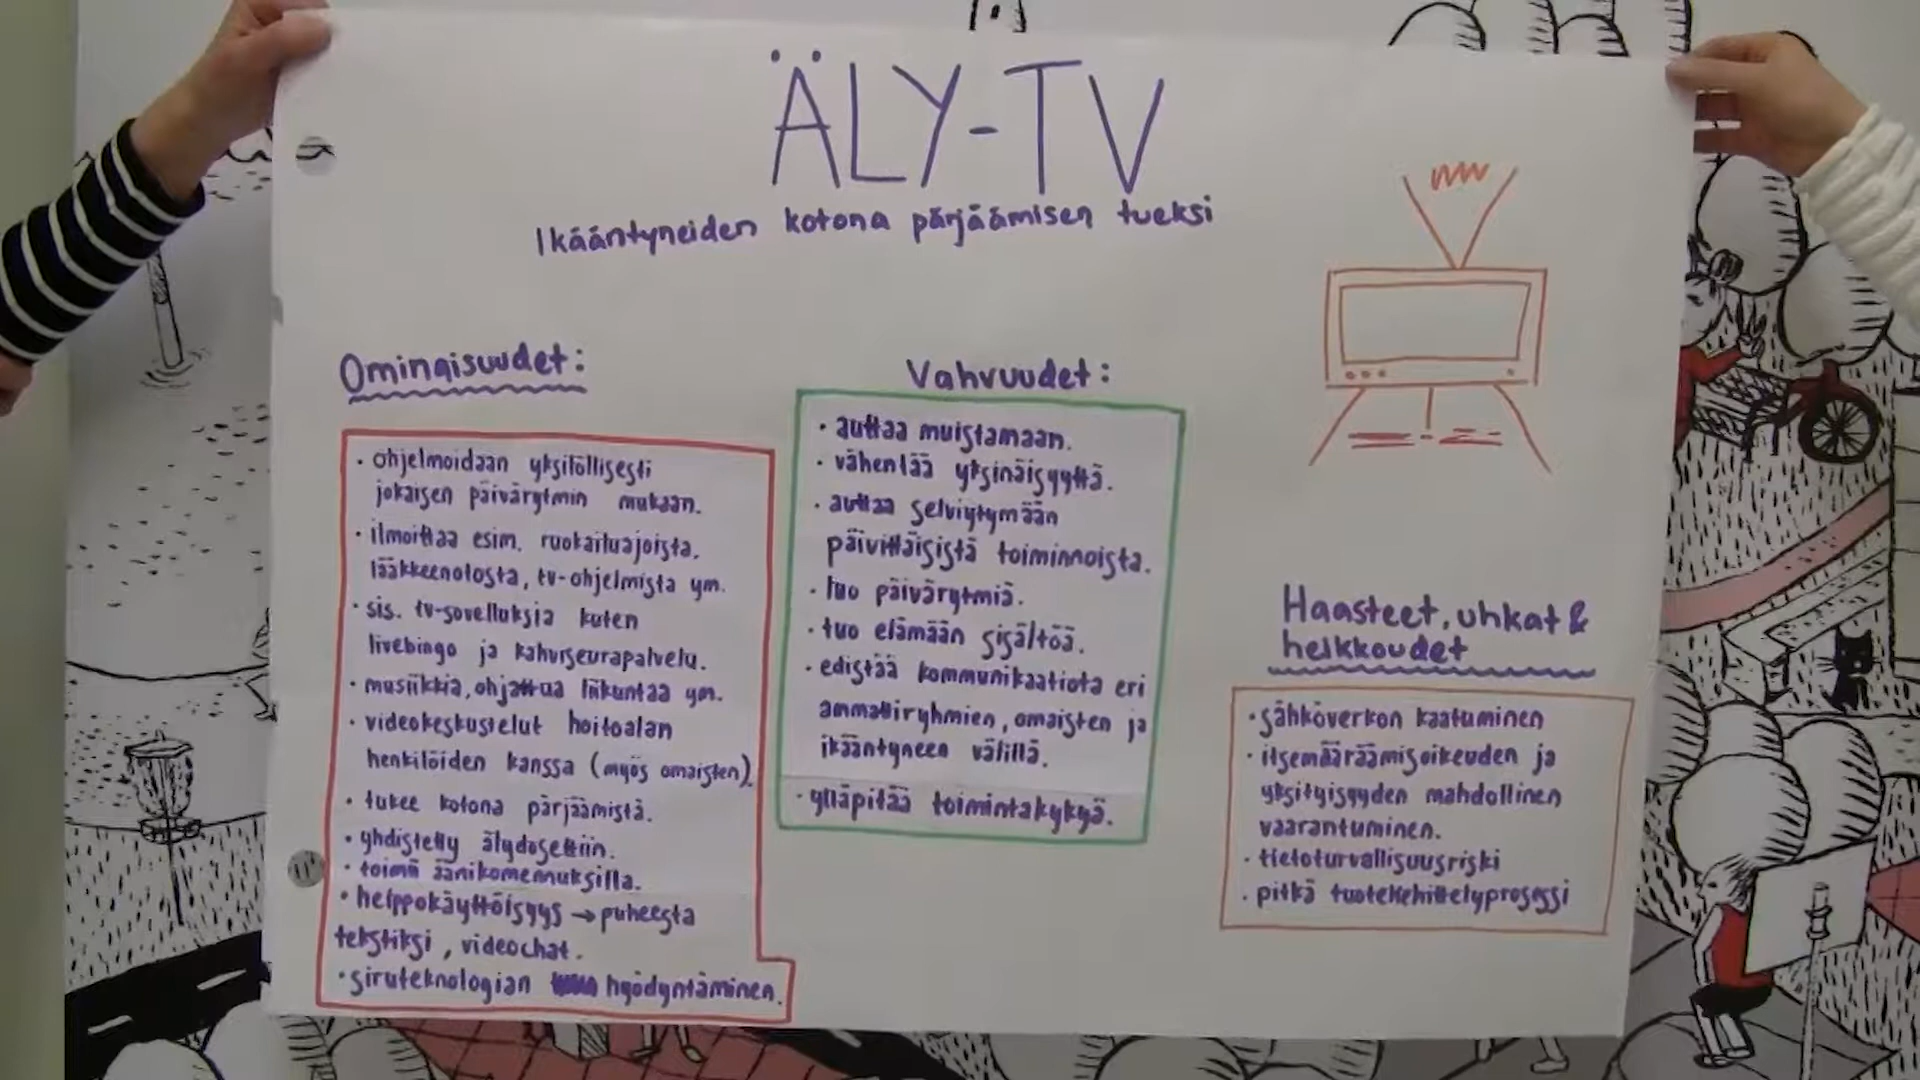 ÄLY-TV
Ikääntyneiden kotona pärjäämisen tueksi
Ominaisuudet:
• ohjelmoidaan yksilöllisesti
jokaisen päivärytmin mukaan.
• ilmoittaa esim. ruokailuajoista,
lääkkeenotosta, tv-ohjelmista ym.
• sis. tv-sovelluksia kuten
livebingo ja kahviseurapalvelu.
• musiikkia, ohjattua liikuntaa ym.
• videokeskustelut hoitoalan
henkilöiden kanssa (myös omaisten).
• tukee kotona pärjäämistä.
• yhdistetty älydosettiin.
• toimii äänikomennuksilla.
• helppokäyttöisyys → puheesta
tekstiksi, videochat.
• siruteknologian hyödyntäminen.
Vahvuudet:
• auttaa muistamaan.
• vähentää yksinäisyyttä.
• auttaa selviytymään
päivittäisistä toiminnoista.
• luo päivärytmiä.
• tuo elämään sisältöä.
• edistää kommunikaatiota eri
ammattiryhmien, omaisten ja
ikääntyneen välillä.
• ylläpitää toimintakykyä.
Haasteet, uhkat &
heikkoudet
• sähköverkon kaatuminen
• itsemääräämisoikeuden ja
yksityisyyden mahdollinen
vaarantuminen.
• tietoturvallisuusriski
• pitkä tuotekehittelyprosessi